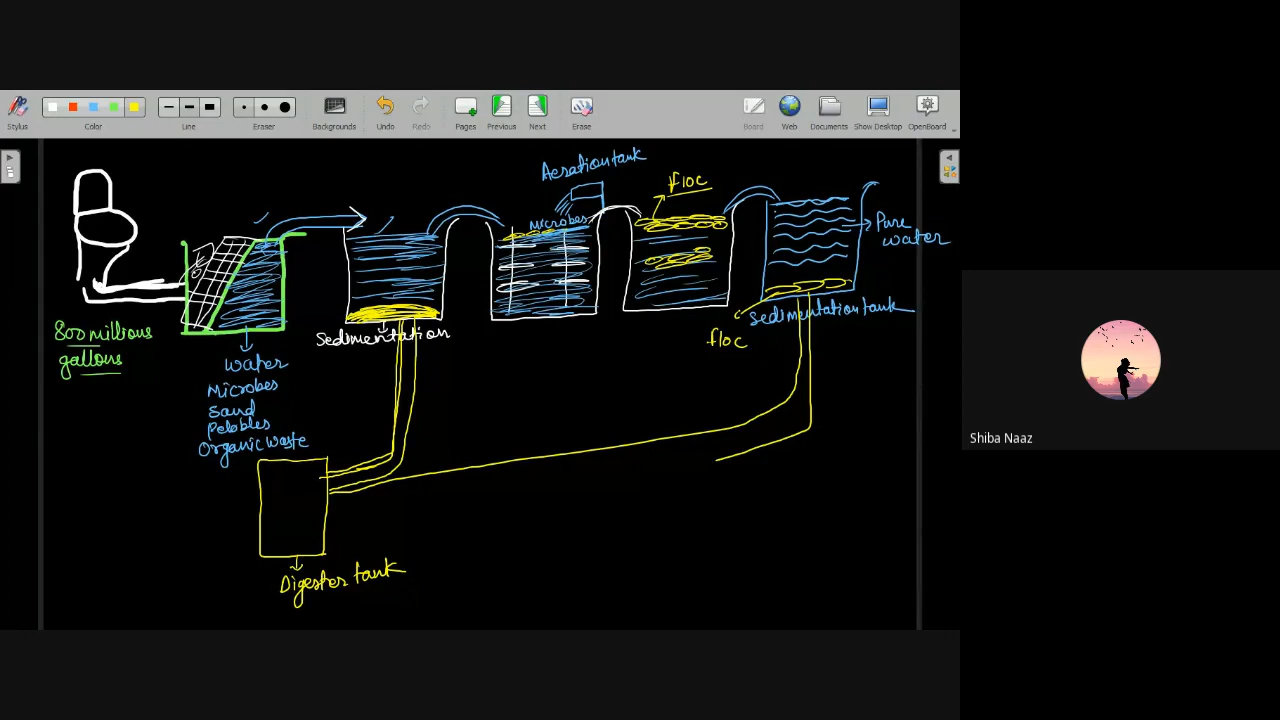 Stylus
Color
Line
Eraser
Backgrounds
Undo
Redo
Pages
Previous
Next
Erase
Board
Web
Documents
Show Desktop
OpenBoard
Aeration tank
Floc
Microbes
Pure
water
Sedimentation tank
floc
Sedimentation
800 millions
gallons
water
Microbes
Sand
Pebbles
Organic waste
Digester tank
Shiba Naaz